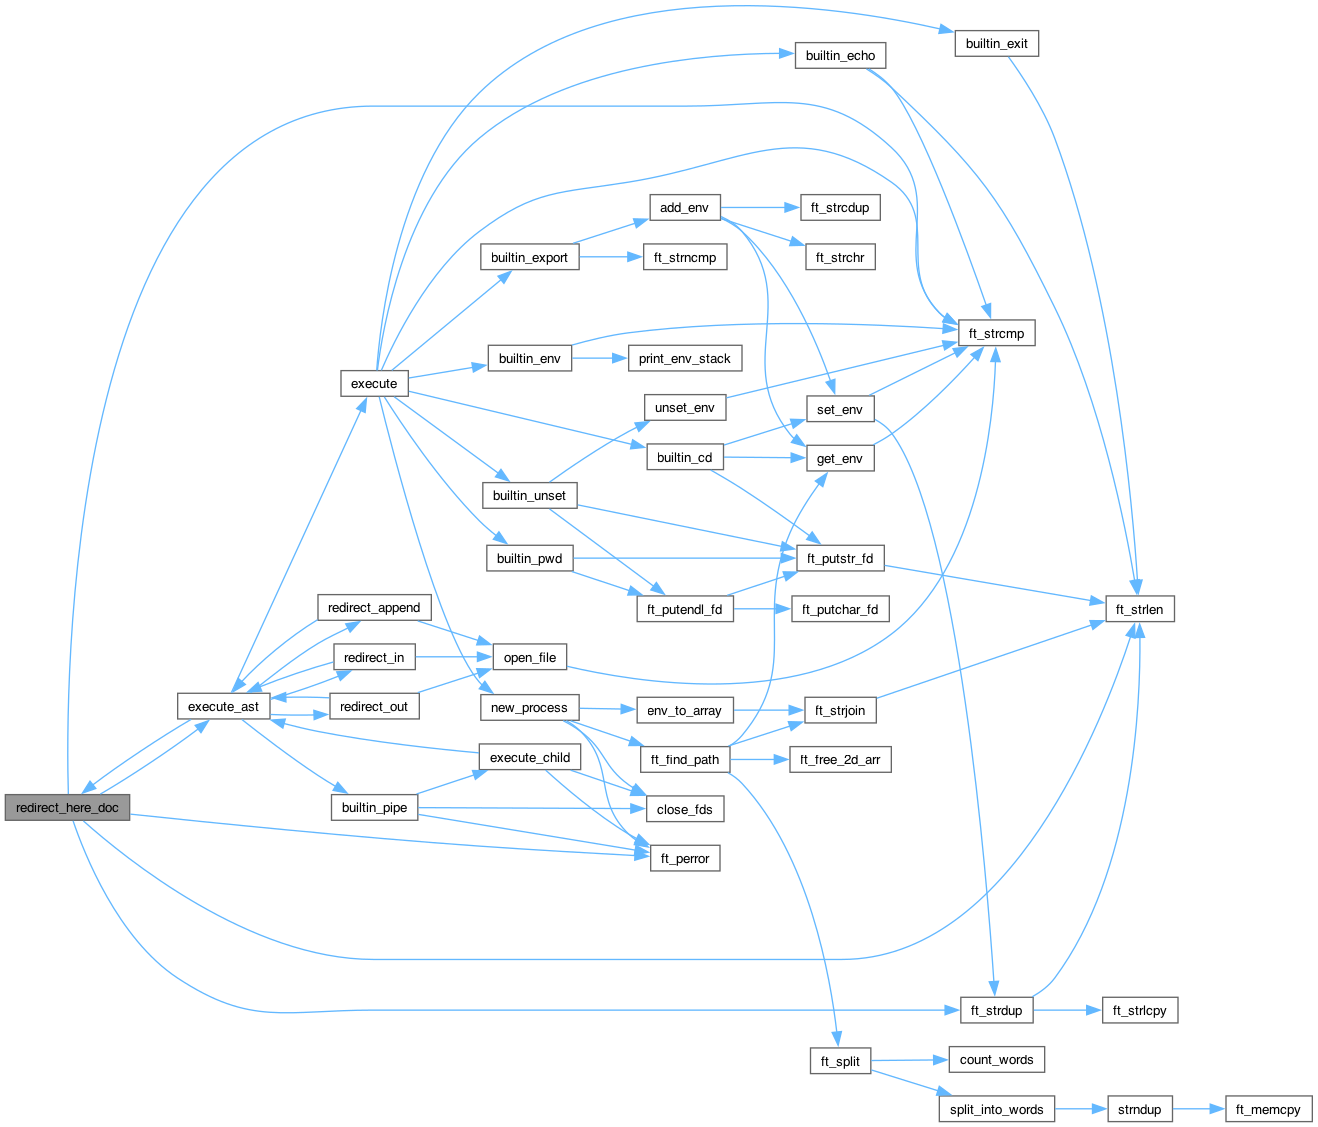 builtin_exit
builtin_echo
add_env
ft_strcdup
builtin_export
ft_strncmp
ft_strchr
ft_strcmp
builtin_env
print_env_stack
execute
unset_env
set_env
builtin_cd
get_env
builtin_unset
builtin_pwd
ft_putstr_fd
redirect_append
ft_putendl_fd
ft_putchar_fd
ft_strlen
redirect_in
open_file
execute_ast
redirect_out
new_process
env_to_array
ft_strjoin
execute_child
ft_find_path
ft_free_2d_arr
redirect_here_doc
builtin_pipe
close_fds
ft_perror
ft_strdup
ft_strlcpy
ft_split
count_words
split_into_words
strndup
ft_memcpy